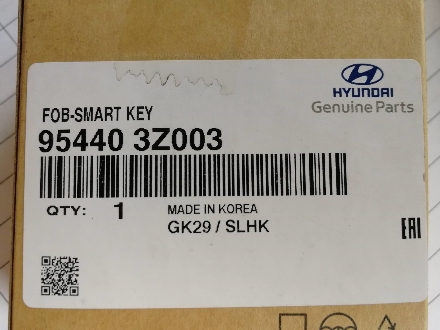 HYUNDAI
Genuine Parts
FOB-SMART KEY
95440 3Z003
QTY: 1 MADE IN KOREA
GK29 / SLHK
EAC